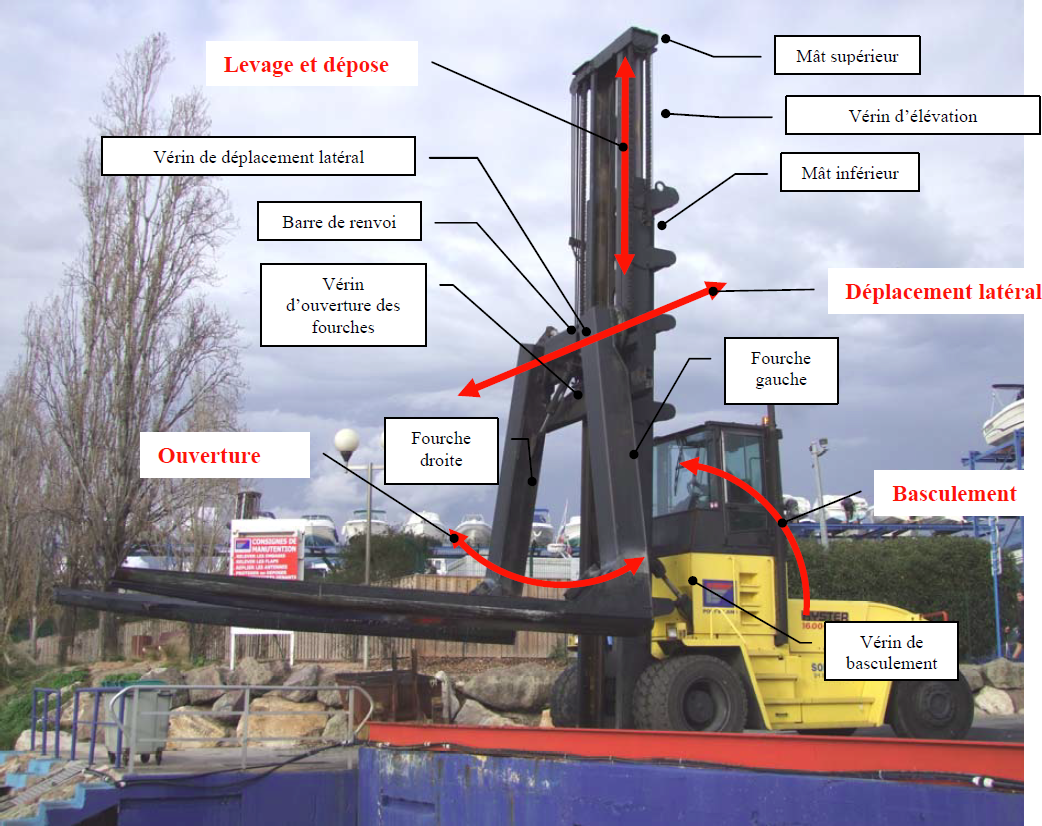 Levage et dépose
Mât supérieur
Vérin d'élévation
Vérin de déplacement latéral
Mât inférieur
Barre de renvoi
Vérin
d'ouverture des
fourches
Déplacement latéral
Fourche
gauche
Fourche
droite
Ouverture
Basculement
CONSIGNES DE
MANUTENTION
Vérin de
basculement